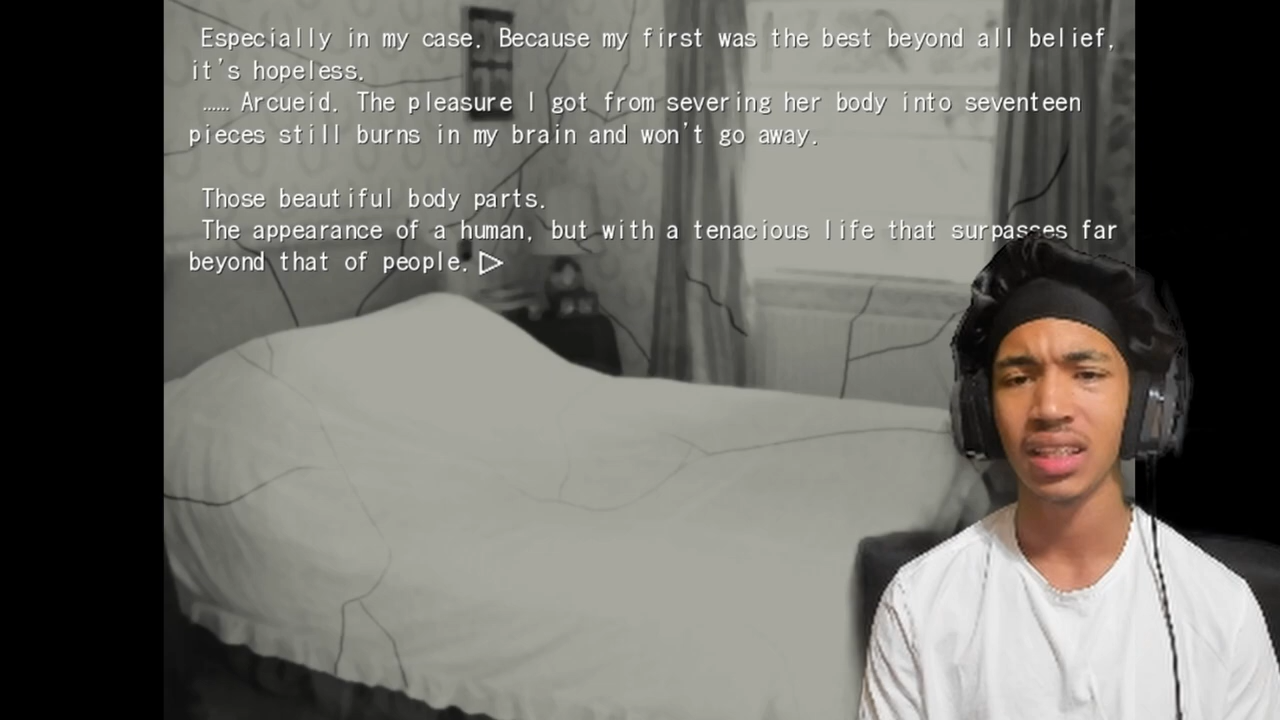 Especially in my case. Because my first was the best beyond all belief,
it's hopeless.
…… Arcueid. The pleasure I got from severing her body into seventeen
pieces still burns in my brain and won't go away.
Those beautiful body parts.
The appearance of a human, but with a tenacious life that surpasses far
beyond that of people.